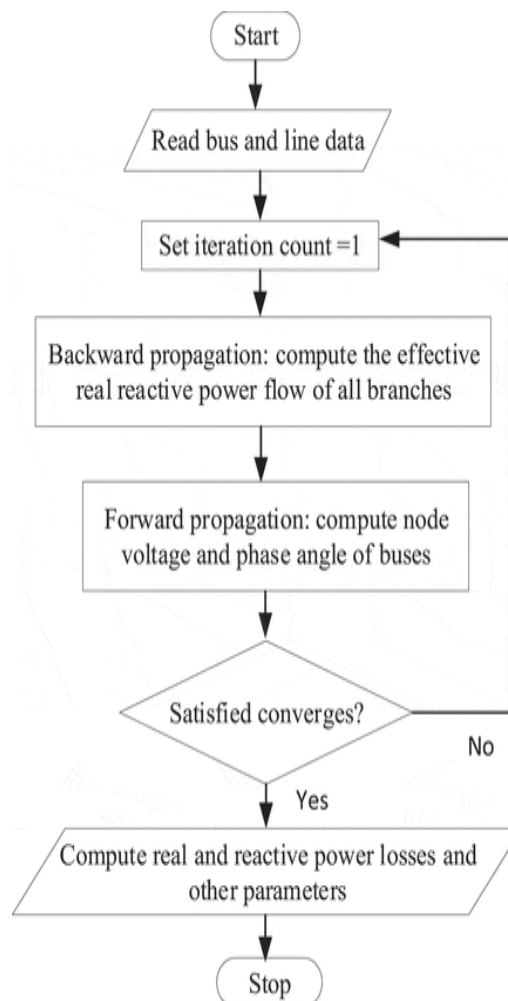 Start
Read bus and line data
Set iteration count =1
Backward propagation: compute the effective
real reactive power flow of all branches
Forward propagation: compute node
voltage and phase angle of buses
Satisfied converges?
No
Yes
Compute real and reactive power losses and
other parameters
Stop